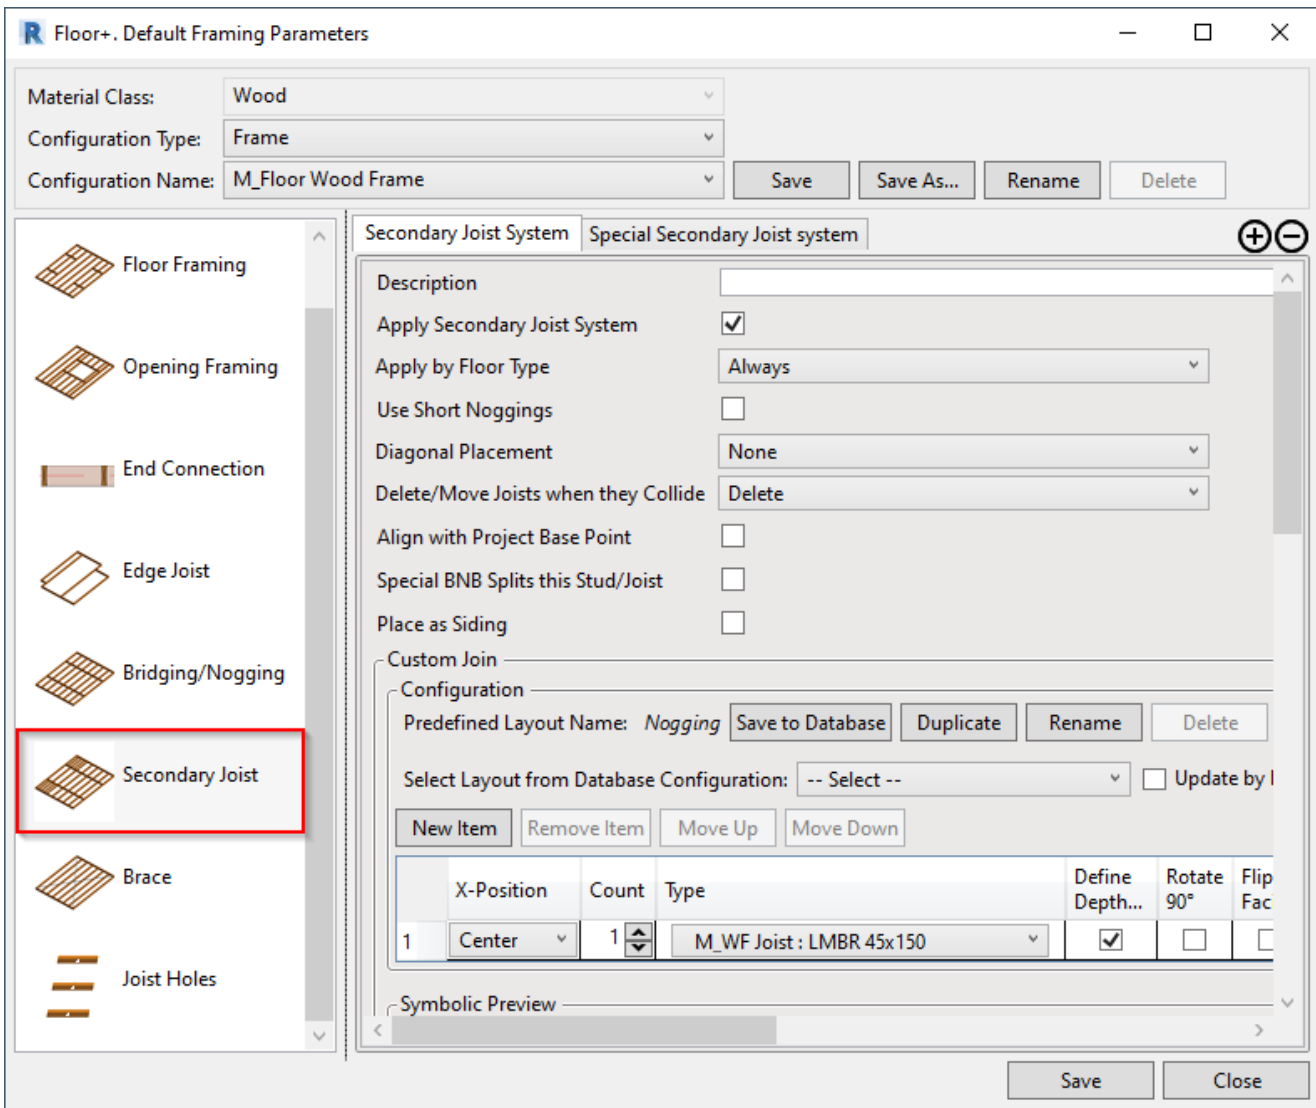 Floor+. Default Framing Parameters
Material Class: Wood
Configuration Type: Frame
Configuration Name: M_Floor Wood Frame Save Save As... Rename Delete
Floor Framing
Opening Framing
End Connection
Edge Joist
Bridging/Nogging
Secondary Joist
Brace
Joist Holes
Secondary Joist System Special Secondary Joist system
Description
Apply Secondary Joist System
Apply by Floor Type Always
Use Short Noggings
Diagonal Placement None
Delete/Move Joists when they Collide Delete
Align with Project Base Point
Special BNB Splits this Stud/Joist
Place as Siding
Custom Join
Configuration
Predefined Layout Name: Nogging Save to Database Duplicate Rename Delete
Select Layout from Database Configuration: -- Select -- Update by
New Item Remove Item Move Up Move Down
X-Position Count Type Define Depth... Rotate 90° Flip Faci
1 Center 1 M_WF Joist : LMBR 45x150
Symbolic Preview
Save Close